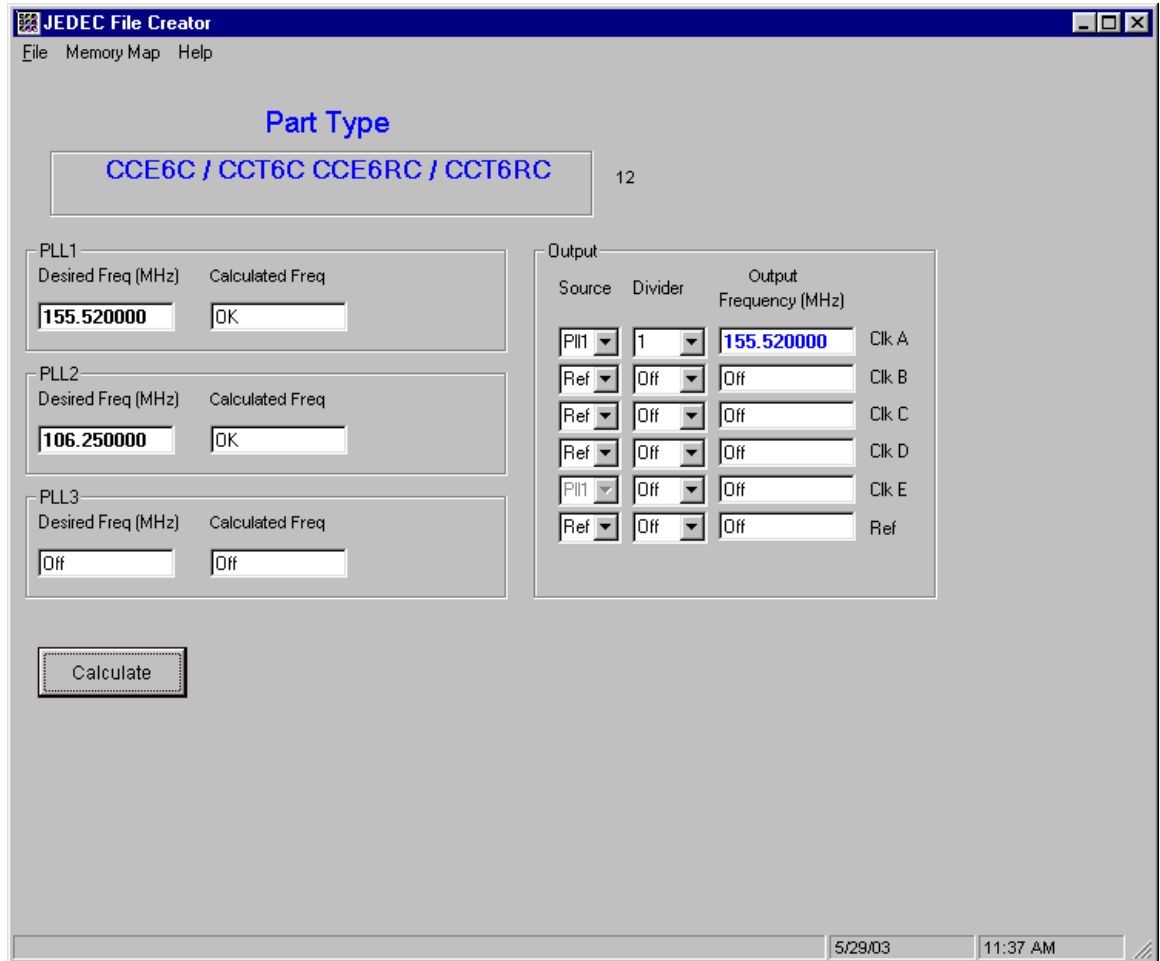 JEDEC File Creator
File Memory Map Help
Part Type
CCE6C / CCT6C CCE6RC / CCT6RC
12
PLL1
Desired Freq (MHz) Calculated Freq
155.520000 OK
PLL2
Desired Freq (MHz) Calculated Freq
106.250000 OK
PLL3
Desired Freq (MHz) Calculated Freq
Off Off
Output
Source Divider Output Frequency (MHz)
Pll1 1 155.520000 Clk A
Ref Off Off Clk B
Ref Off Off Clk C
Ref Off Off Clk D
Pll1 Off Off Clk E
Ref Off Off Ref
Calculate
5/29/03 11:37 AM